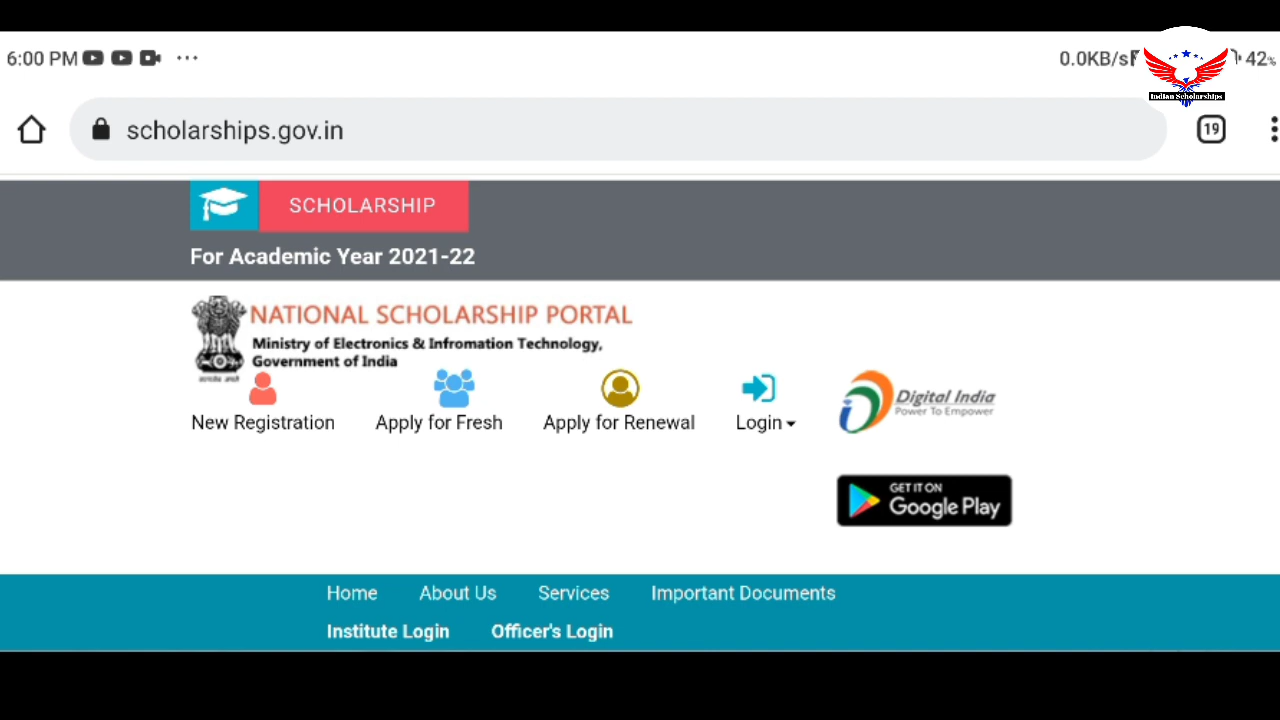 6:00 PM ... 0.0KB/s 42%
Indian Scholarships
scholarships.gov.in 19
SCHOLARSHIP
For Academic Year 2021-22
NATIONAL SCHOLARSHIP PORTAL
Ministry of Electronics & Infromation Technology,
Government of India
New Registration Apply for Fresh Apply for Renewal Login
Digital India
Power To Empower
GET IT ON
Google Play
Home About Us Services Important Documents
Institute Login Officer's Login